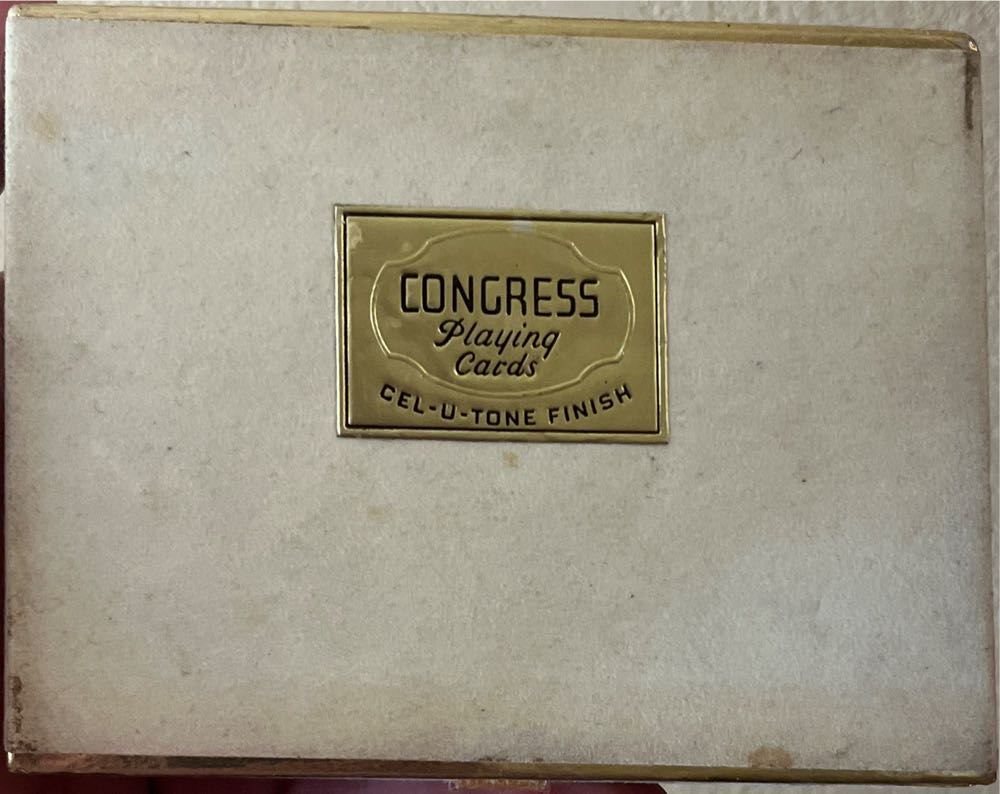 CONGRESS
Playing
Cards
CEL-U-TONE FINISH